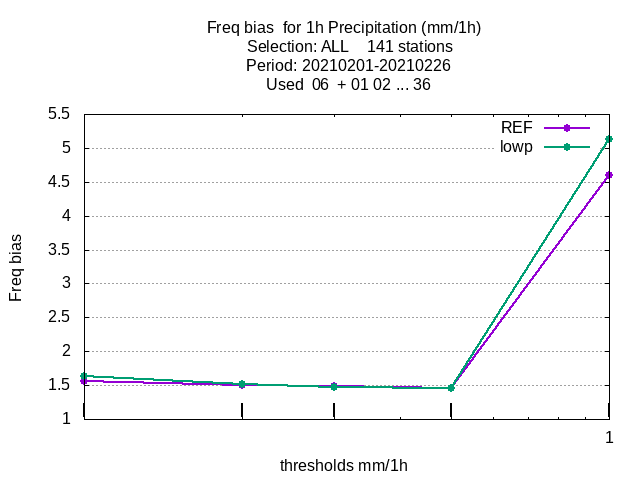 Freq bias  for 1h Precipitation (mm/1h)
Selection: ALL    141 stations
Period: 20210201-20210226
Used  06  + 01 02 ... 36
REF
lowp
5.5
5
4.5
4
3.5
3
2.5
2
1.5
1
Freq bias
1
thresholds mm/1h